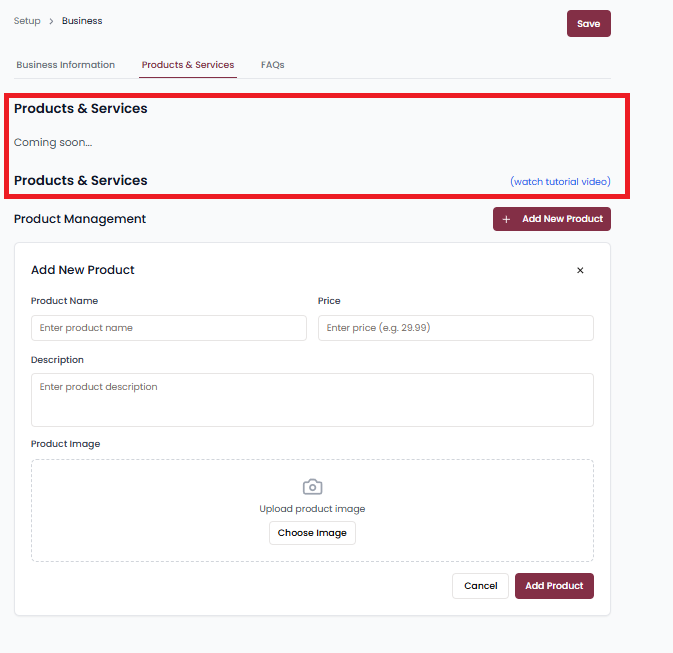 Setup > Business
Save
Business Information Products & Services FAQs
Products & Services
Coming soon...
Products & Services (watch tutorial video)
Product Management + Add New Product
Add New Product ×
Product Name Price
Enter product name Enter price (e.g. 29.99)
Description
Enter product description
Product Image
Upload product image
Choose Image
Cancel Add Product